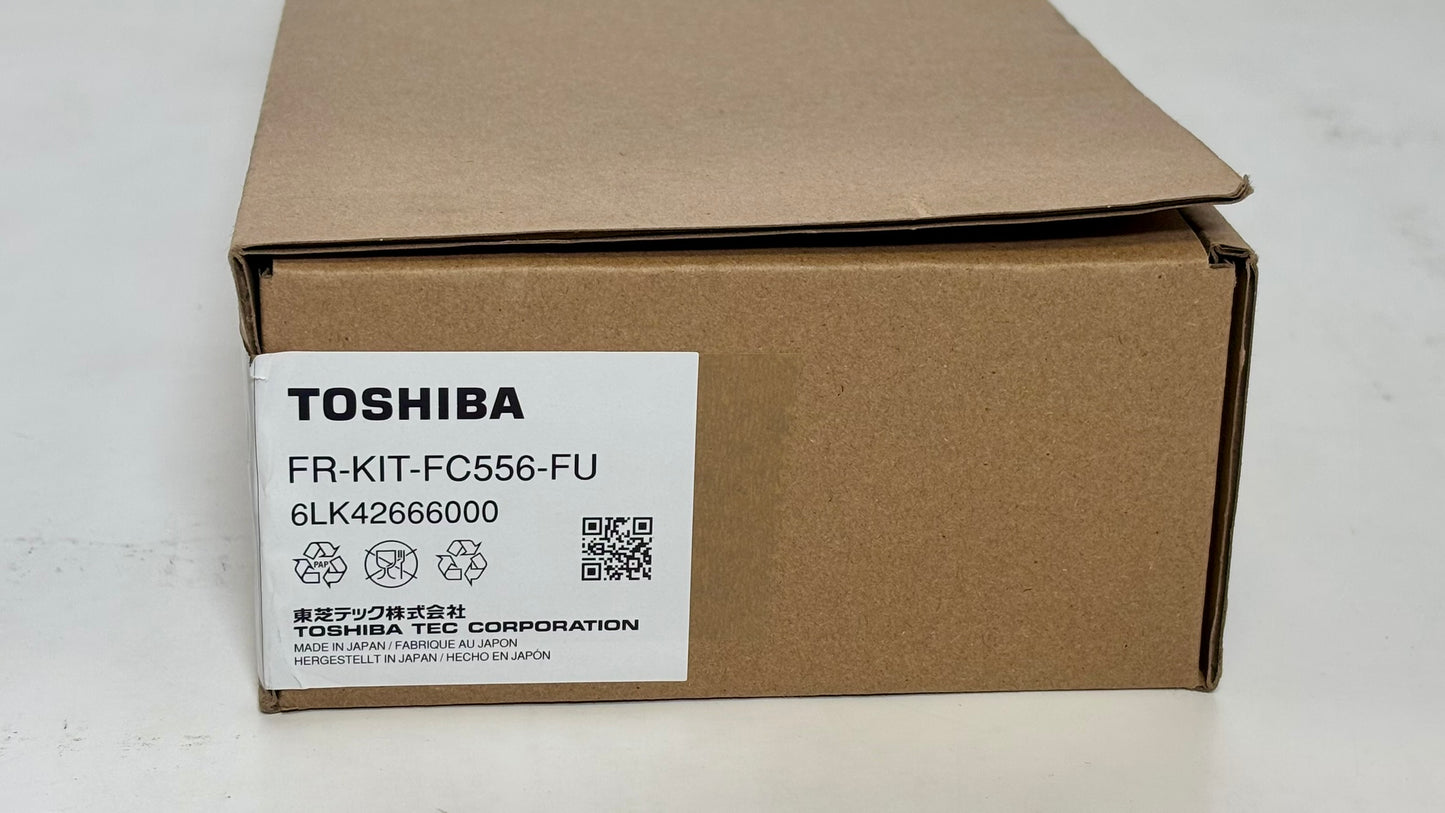 TOSHIBA
FR-KIT-FC556-FU
6LK42666000
PAP
東芝テック株式会社
TOSHIBA TEC CORPORATION
MADE IN JAPAN / FABRIQUE AU JAPON
HERGESTELLT IN JAPAN / HECHO EN JAPÓN